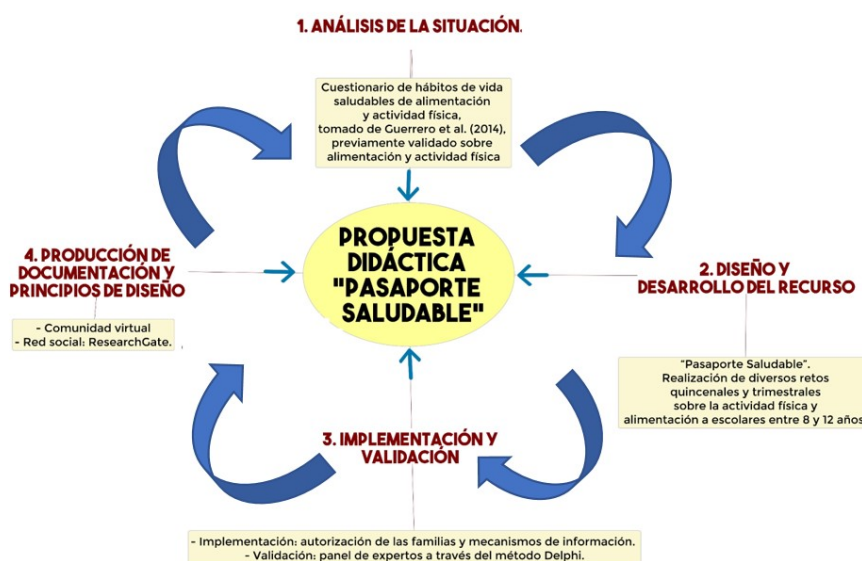 1. ANÁLISIS DE LA SITUACIÓN.
Cuestionario de hábitos de vida
saludables de alimentación
y actividad física,
tomado de Guerrero et al. (2014),
previamente validado sobre
alimentación y actividad física
PROPUESTA
DIDÁCTICA
"PASAPORTE
SALUDABLE"
2. DISEÑO Y
DESARROLLO DEL RECURSO
"Pasaporte Saludable".
Realización de diversos retos
quincenales y trimestrales
sobre la actividad física y
alimentación a escolares entre 8 y 12 años
3. IMPLEMENTACIÓN Y
VALIDACIÓN
- Implementación: autorización de las familias y mecanismos de información.
- Validación: panel de expertos a través del método Delphi.
4. PRODUCCIÓN DE
DOCUMENTACIÓN Y
PRINCIPIOS DE DISEÑO
- Comunidad virtual
- Red social: ResearchGate.